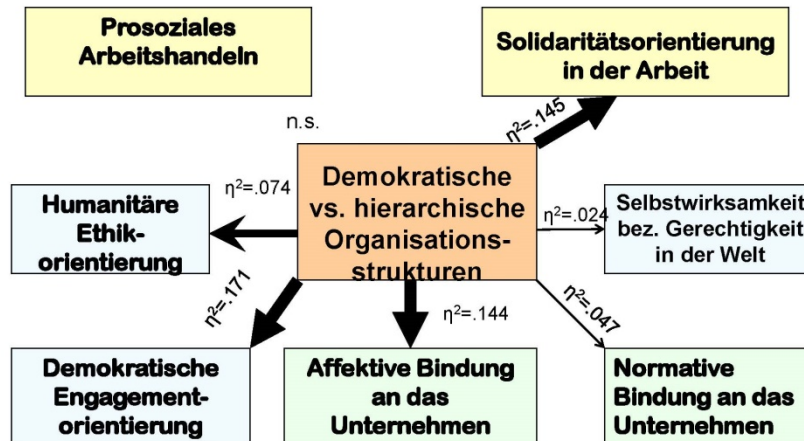 Prosoziales
Arbeitshandeln
Solidaritätsorientierung
in der Arbeit
n.s.
η²=.145
Demokratische
vs. hierarchische
Organisations-
strukturen
η²=.074
Humanitäre
Ethik-
orientierung
η²=.024
Selbstwirksamkeit
bez. Gerechtigkeit
in der Welt
η²=.171
η²=.144
η²=.047
Demokratische
Engagement-
orientierung
Affektive Bindung
an das
Unternehmen
Normative
Bindung an das
Unternehmen